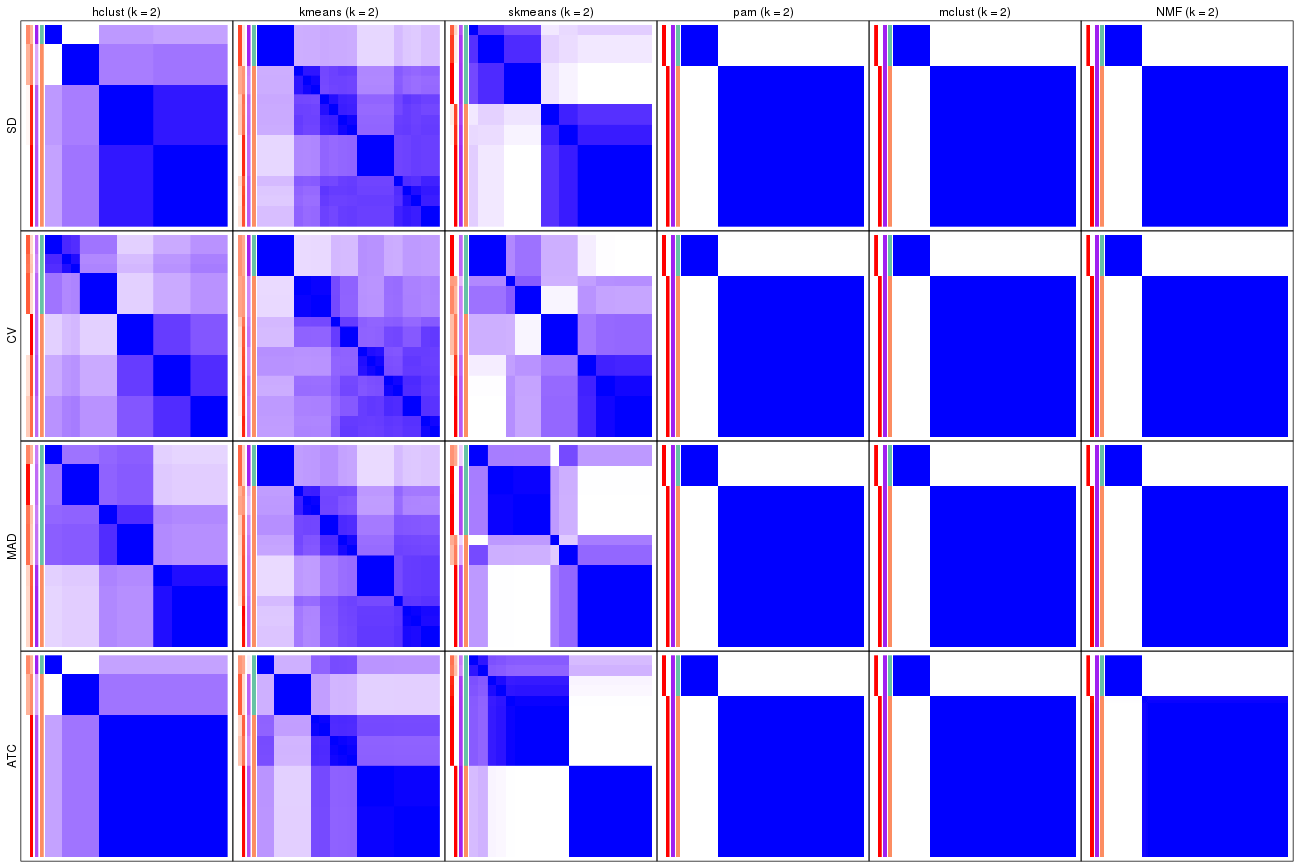 hclust (k = 2) kmeans (k = 2) skmeans (k = 2) pam (k = 2) mclust (k = 2) NMF (k = 2)
SD
CV
MAD
ATC